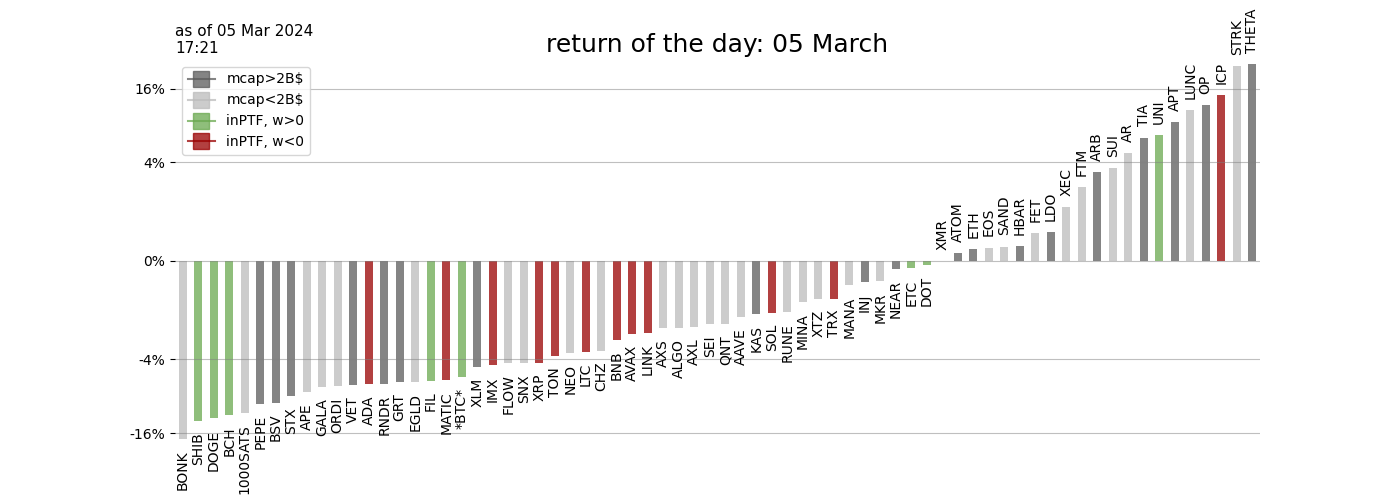 as of 05 Mar 2024
17:21
return of the day: 05 March
mcap>2B$
mcap<2B$
inPTF, w>0
inPTF, w<0
16%
4%
0%
-4%
-16%
BONK
SHIB
DOGE
BCH
1000SATS
PEPE
BSV
STX
APE
GALA
ORDI
VET
ADA
RNDR
GRT
EGLD
FIL
MATIC
*BTC*
XLM
IMX
FLOW
SNX
XRP
TON
NEO
LTC
CHZ
BNB
AVAX
LINK
AXS
ALGO
AXL
SEI
QNT
AAVE
KAS
SOL
RUNE
MINA
XTZ
TRX
MANA
INJ
MKR
NEAR
ETC
DOT
XMR
ATOM
ETH
EOS
SAND
HBAR
FET
LDO
XEC
FTM
ARB
SUI
AR
TIA
UNI
APT
LUNC
OP
ICP
STRK
THETA